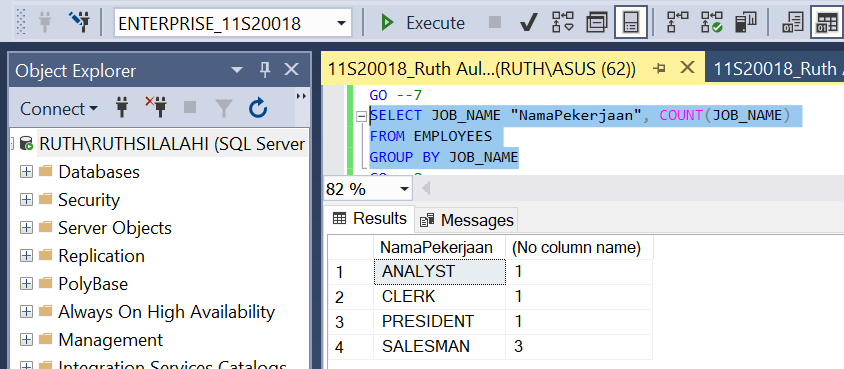 ENTERPRISE_11S20018
Execute
Object Explorer
Connect
RUTH\RUTHSILALAHI (SQL Server
Databases
Security
Server Objects
Replication
PolyBase
Always On High Availability
Management
Integration Services Catalogs
11S20018_Ruth Aul...(RUTH\ASUS (62))
11S20018_Ruth
GO --7
SELECT JOB_NAME "NamaPekerjaan", COUNT(JOB_NAME)
FROM EMPLOYEES
GROUP BY JOB_NAME
82 %
Results
Messages
NamaPekerjaan (No column name)
1 ANALYST 1
2 CLERK 1
3 PRESIDENT 1
4 SALESMAN 3